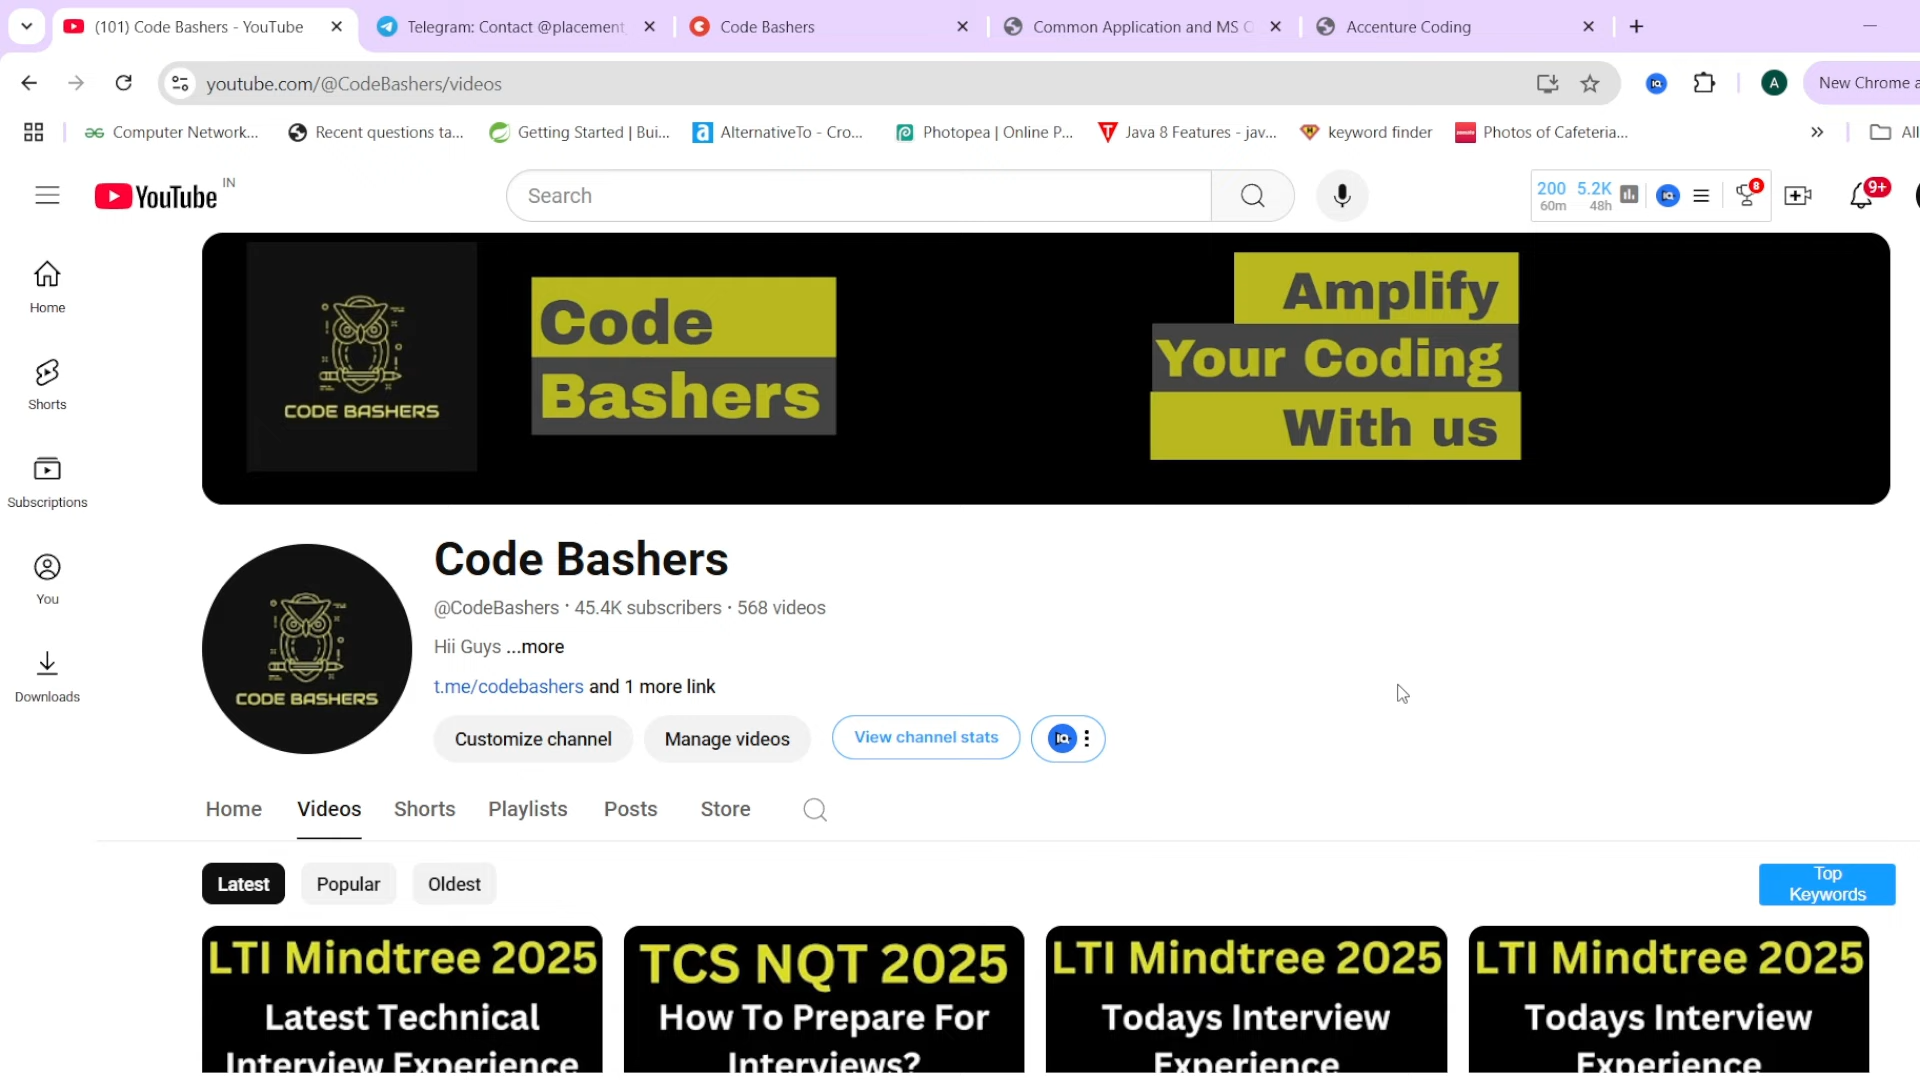 (101) Code Bashers - YouTube
Telegram: Contact @placement
Code Bashers
Common Application and MS O
Accenture Coding
youtube.com/@CodeBashers/videos
A
New Chrome a
Computer Network...
Recent questions ta...
Getting Started | Bui...
AlternativeTo - Cro...
Photopea | Online P...
Java 8 Features - jav...
keyword finder
Photos of Cafeteria...
All
YouTube IN
Search
200 5.2K
60m 48h
8
9+
Home
Shorts
Subscriptions
You
Downloads
CODE BASHERS
Code
Bashers
Amplify
Your Coding
With us
CODE BASHERS
Code Bashers
@CodeBashers · 45.4K subscribers · 568 videos
Hii Guys ...more
t.me/codebashers and 1 more link
Customize channel
Manage videos
View channel stats
Home
Videos
Shorts
Playlists
Posts
Store
Latest
Popular
Oldest
Top
Keywords
LTI Mindtree 2025
Latest Technical
Interview Experience
TCS NQT 2025
How To Prepare For
Interviews?
LTI Mindtree 2025
Todays Interview
Experience
LTI Mindtree 2025
Todays Interview
Experience